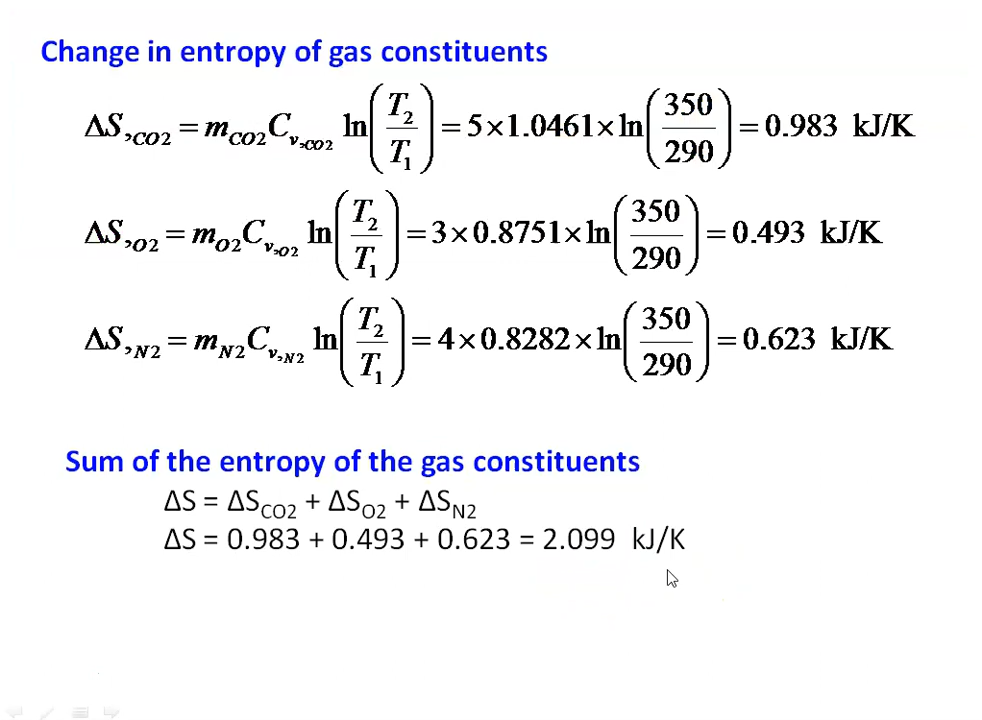 Change in entropy of gas constituents
ΔS,CO2 = mCO2Cv,CO2 ln(T2/T1) = 5×1.0461×ln(350/290) = 0.983 kJ/K
ΔS,O2 = mO2Cv,O2 ln(T2/T1) = 3×0.8751×ln(350/290) = 0.493 kJ/K
ΔS,N2 = mN2Cv,N2 ln(T2/T1) = 4×0.8282×ln(350/290) = 0.623 kJ/K
Sum of the entropy of the gas constituents
ΔS = ΔSCO2 + ΔSO2 + ΔSN2
ΔS = 0.983 + 0.493 + 0.623 = 2.099 kJ/K